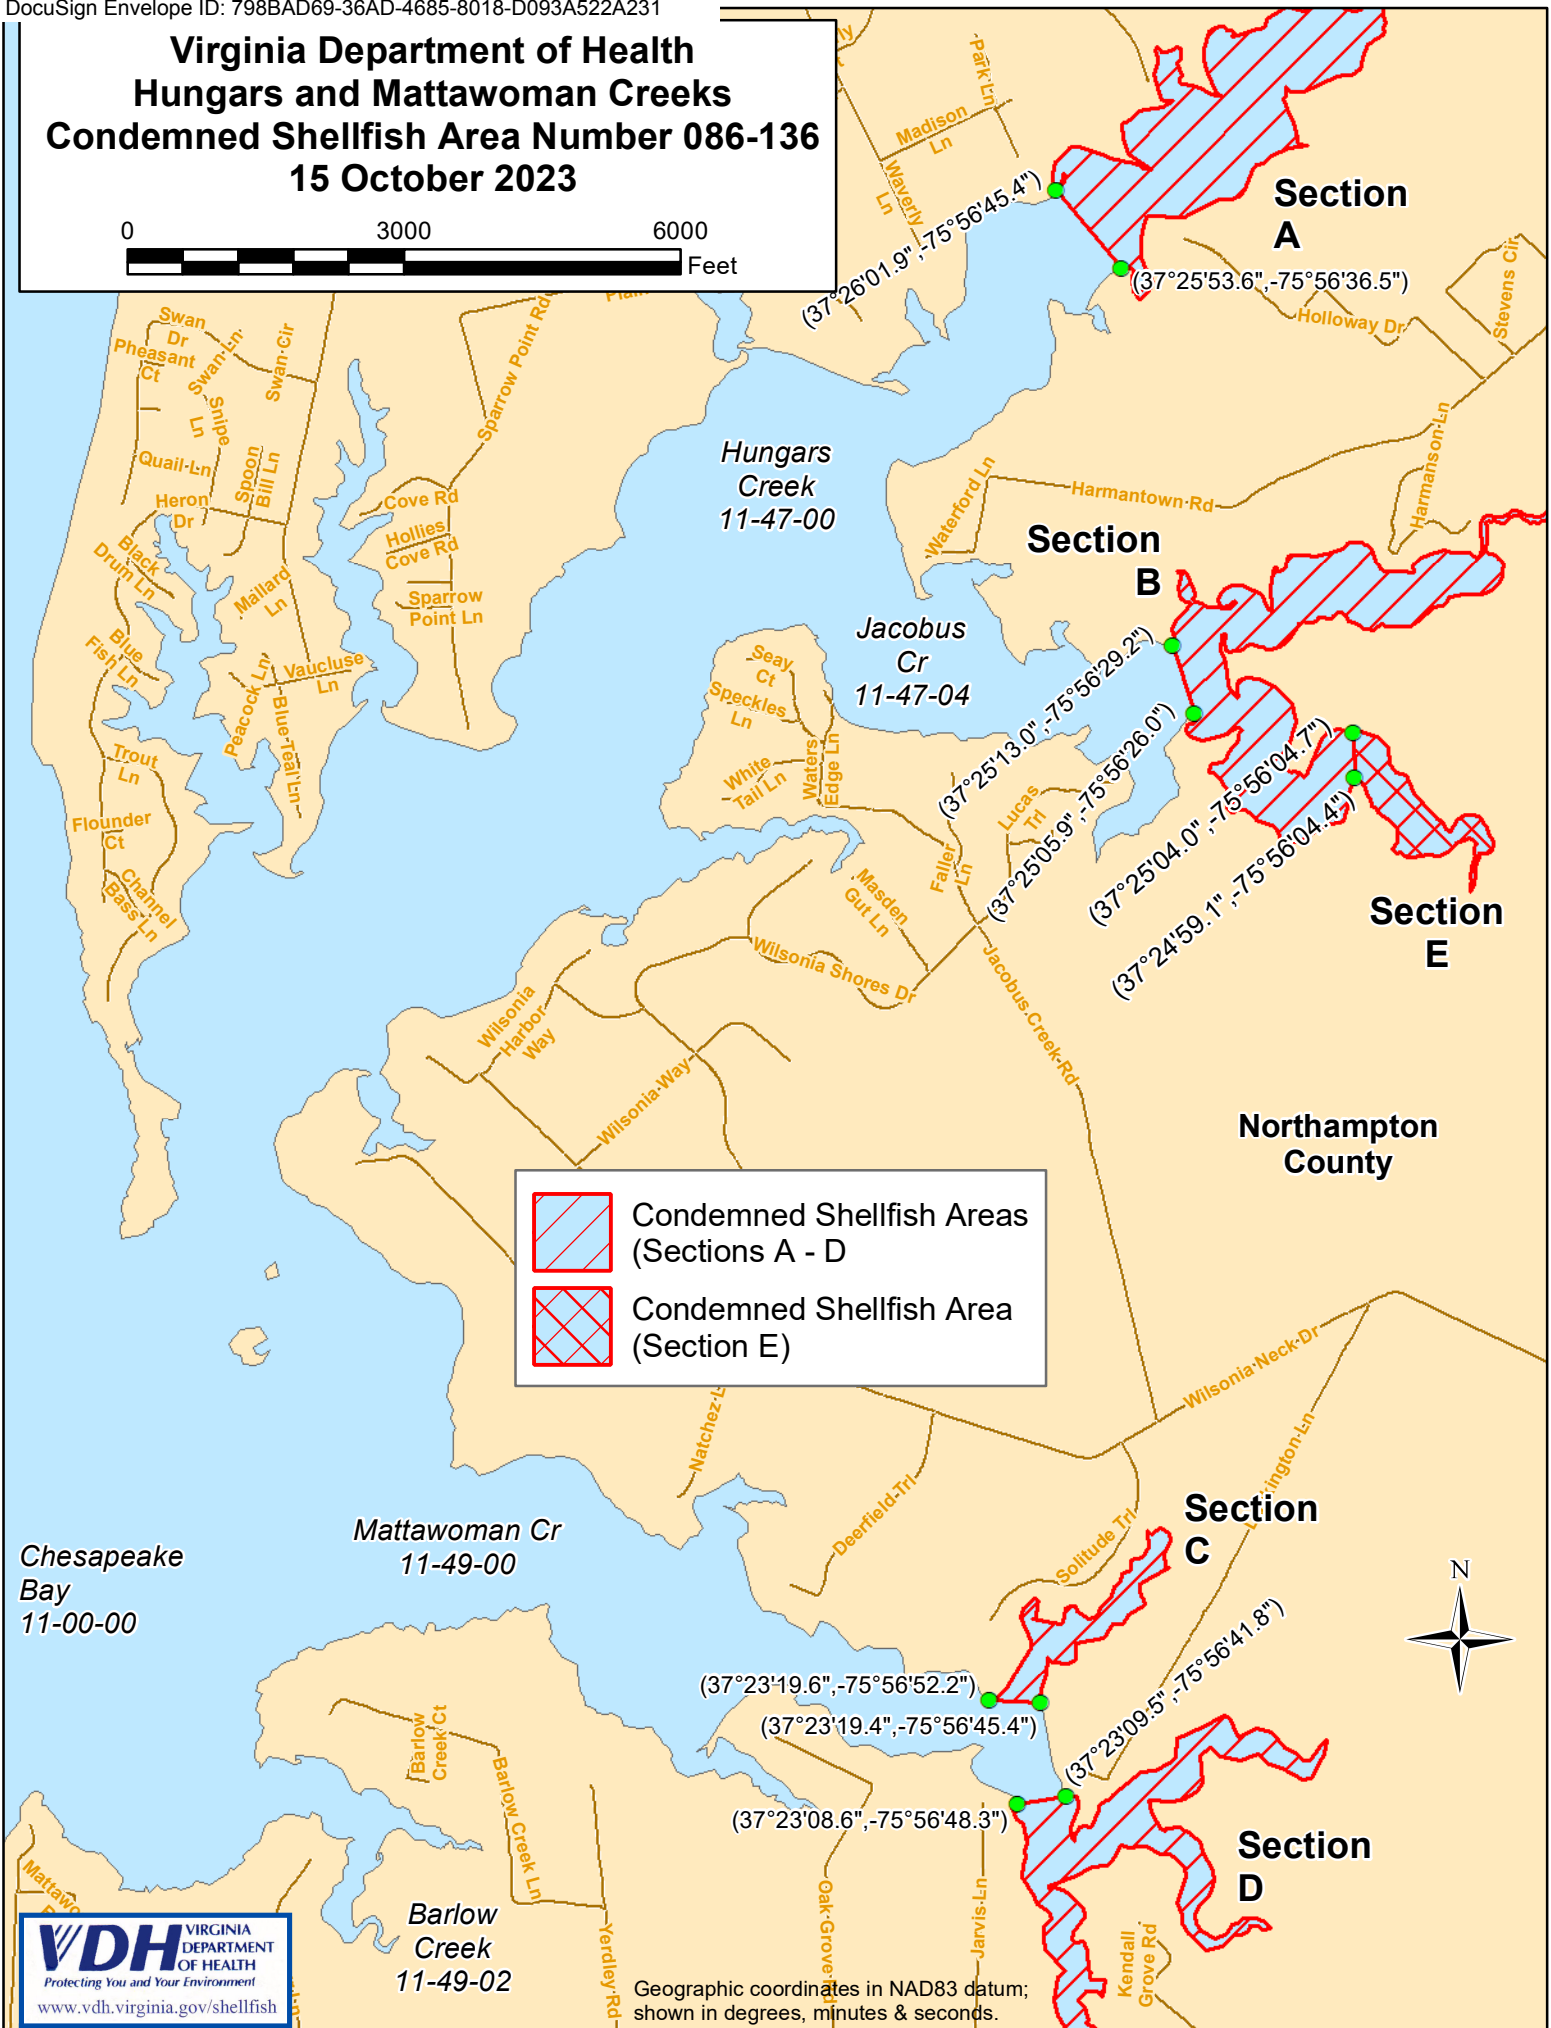 DocuSign Envelope ID: 798BAD69-36AD-4685-8018-D093A522A231
Virginia Department of Health
Hungars and Mattawoman Creeks
Condemned Shellfish Area Number 086-136
15 October 2023
0 3000 6000
Feet
Park Ln
Madison
Ln
Waverly
Ln
(37°26'01.9",-75°56'45.4")
Section
A
(37°25'53.6",-75°56'36.5")
Stevens Cir
Holloway Dr
Harmanson Ln
Swan
Dr
Pheasant
Ct
Swan Ln
Swan Cir
Snipe
Ln
Quail Ln
Spoon
Bill Ln
Heron
Dr
Sparrow Point Rd
Cove Rd
Hollies
Cove Rd
Sparrow
Point Ln
Black
Drum Ln
Mallard
Ln
Blue
Fish Ln
Peacock Ln
Vaucluse
Ln
Blue Teal Ln
Trout
Ln
Flounder
Ct
Channel
Bass Ln
Hungars
Creek
11-47-00
Waterford Ln
Harmantown Rd
Section
B
Jacobus
Cr
11-47-04
(37°25'13.0",-75°56'29.2")
(37°25'05.9",-75°56'26.0")
(37°25'04.0",-75°56'04.7")
(37°24'59.1",-75°56'04.4")
Section
E
Seay
Ct
Speckles
Ln
White
Tail Ln
Waters
Edge Ln
Lucas
Trl
Faller
Ln
Masden
Gut Ln
Wilsonia Shores Dr
Jacobus Creek Rd
Wilsonia
Harbor
Way
Wilsonia Way
Northampton
County
Condemned Shellfish Areas
(Sections A - D
Condemned Shellfish Area
(Section E)
Wilsonia Neck Dr
Deerfield Trl
Solitude Trl
Natchez
Section
C
Mattawoman Cr
11-49-00
Chesapeake
Bay
11-00-00
N
(37°23'19.6",-75°56'52.2")
(37°23'19.4",-75°56'45.4")
(37°23'09.5",-75°56'41.8")
(37°23'08.6",-75°56'48.3")
Section
D
Barlow
Creek Ct
Barlow Creek Ln
Barlow
Creek
11-49-02
Yerdley Rd
Oak Grove Rd
Jarvis Ln
Kendall
Grove Rd
VDH VIRGINIA
DEPARTMENT
OF HEALTH
Protecting You and Your Environment
www.vdh.virginia.gov/shellfish
Geographic coordinates in NAD83 datum;
shown in degrees, minutes & seconds.